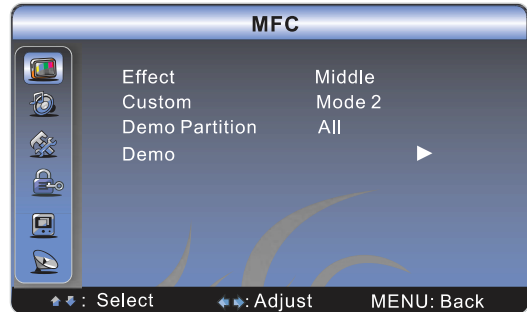 MFC
Effect Middle
Custom Mode 2
Demo Partition All
Demo
: Select : Adjust MENU: Back